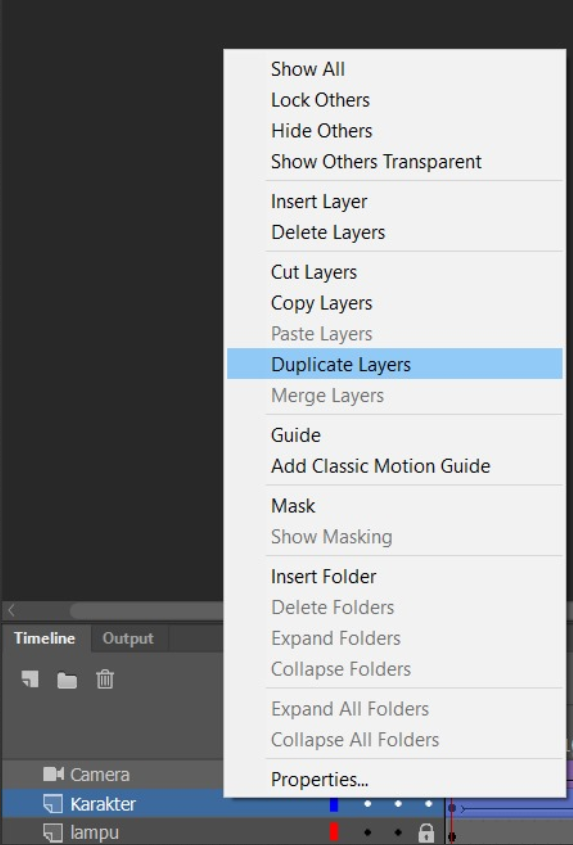 Show All
Lock Others
Hide Others
Show Others Transparent
Insert Layer
Delete Layers
Cut Layers
Copy Layers
Paste Layers
Duplicate Layers
Merge Layers
Guide
Add Classic Motion Guide
Mask
Show Masking
Insert Folder
Delete Folders
Expand Folders
Collapse Folders
Expand All Folders
Collapse All Folders
Properties...
Timeline Output
Camera
Karakter
lampu